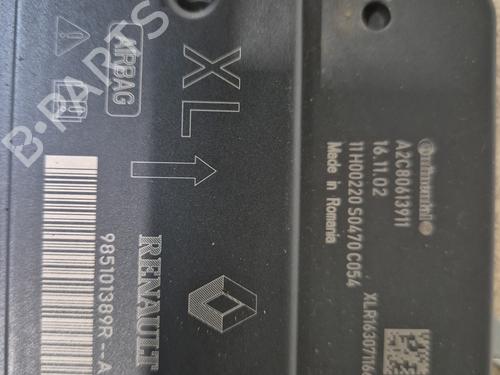 AIRBAG
XL
RENAULT
985101389R--A
Continental
A2C80613911
16.11.02
11H00220 S0470 C054
Made in Romania
B-PARTS